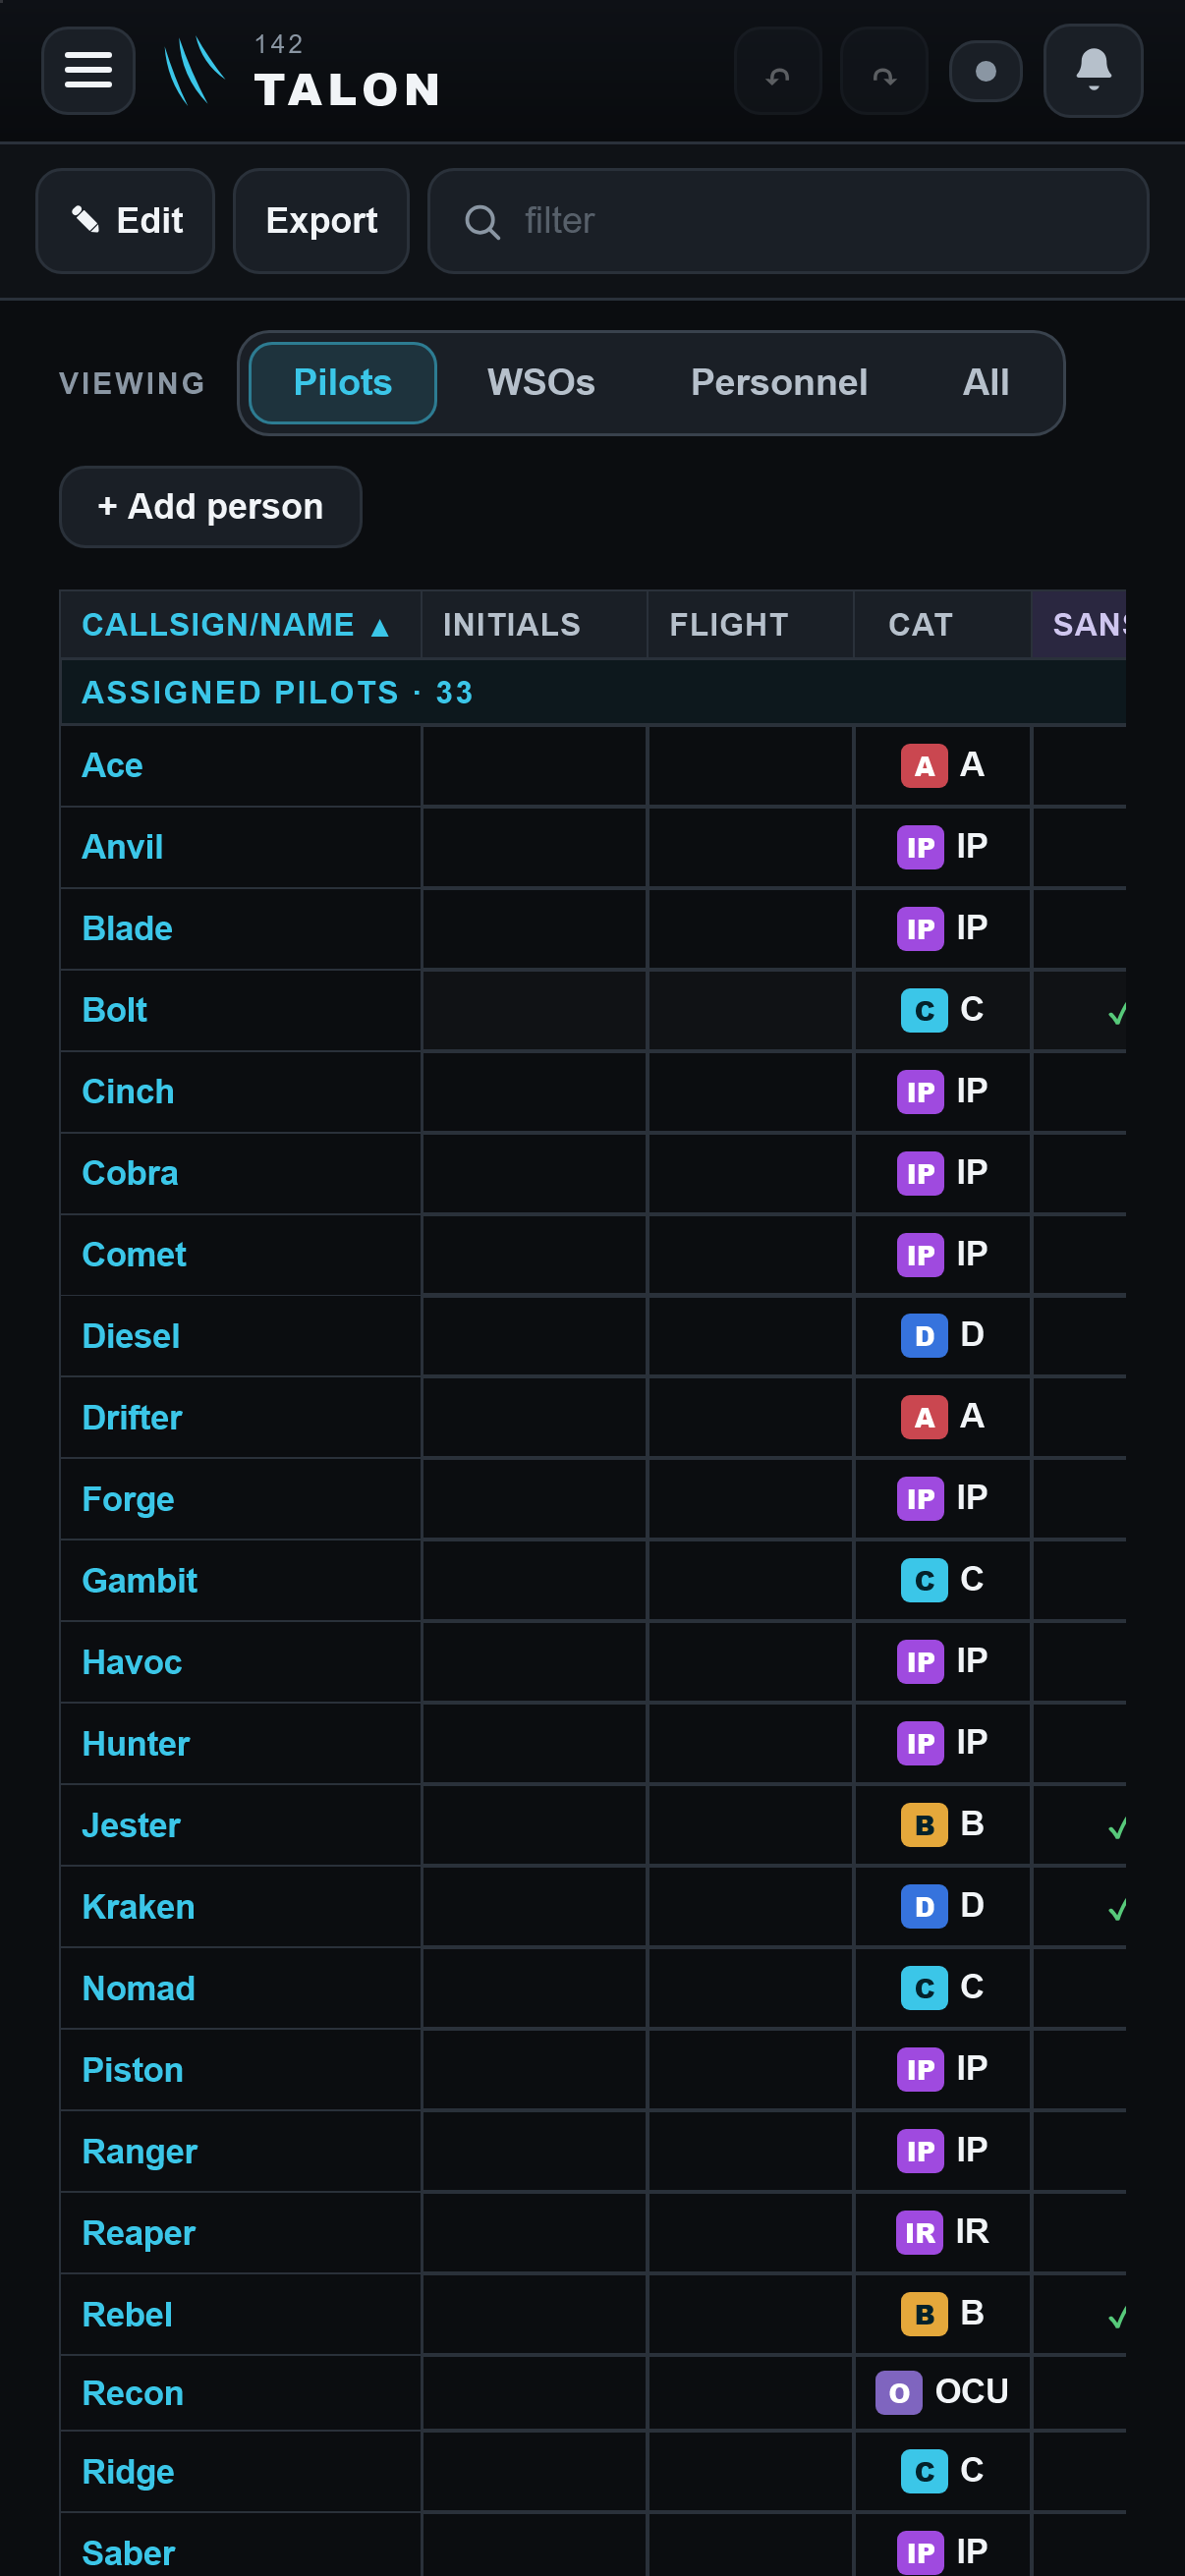 142
TALON
Edit
Export
filter
VIEWING
Pilots
WSOs
Personnel
All
+ Add person
CALLSIGN/NAME ▲ INITIALS FLIGHT CAT SANS
ASSIGNED PILOTS · 33
Ace A A
Anvil IP IP
Blade IP IP
Bolt C C ✓
Cinch IP IP
Cobra IP IP
Comet IP IP
Diesel D D
Drifter A A
Forge IP IP
Gambit C C
Havoc IP IP
Hunter IP IP
Jester B B ✓
Kraken D D ✓
Nomad C C
Piston IP IP
Ranger IP IP
Reaper IR IR
Rebel B B ✓
Recon O OCU
Ridge C C
Saber IP IP